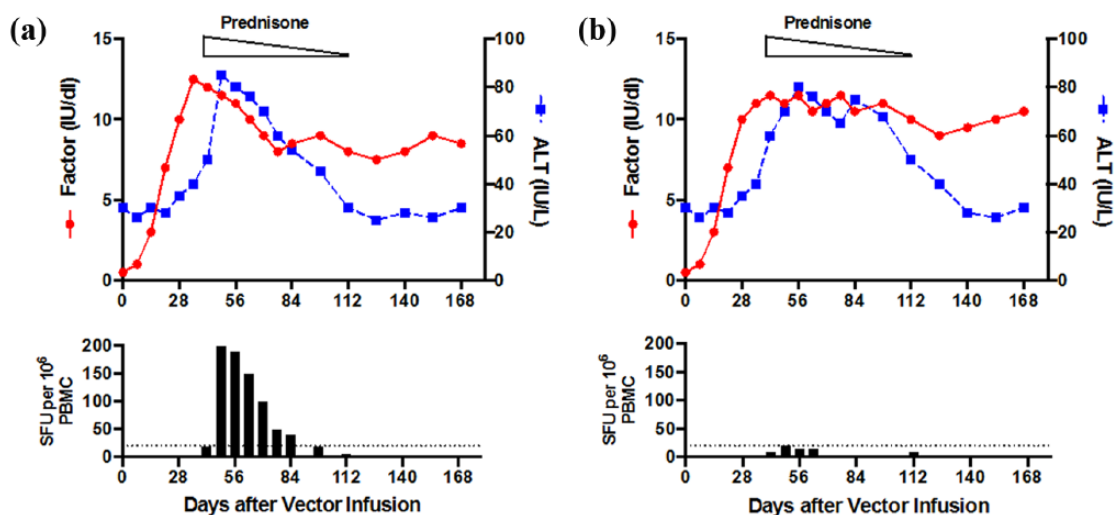 (a)
Prednisone
15
10
5
0
Factor (IU/dl)
100
80
60
40
20
0
ALT (IU/L)
0 28 56 84 112 140 168
200
150
100
50
0
SFU per 10⁶
PBMC
0 28 56 84 112 140 168
Days after Vector Infusion
(b)
Prednisone
15
10
5
0
Factor (IU/dl)
100
80
60
40
20
0
ALT (IU/L)
0 28 56 84 112 140 168
200
150
100
50
0
SFU per 10⁶
PBMC
0 28 56 84 112 140 168
Days after Vector Infusion